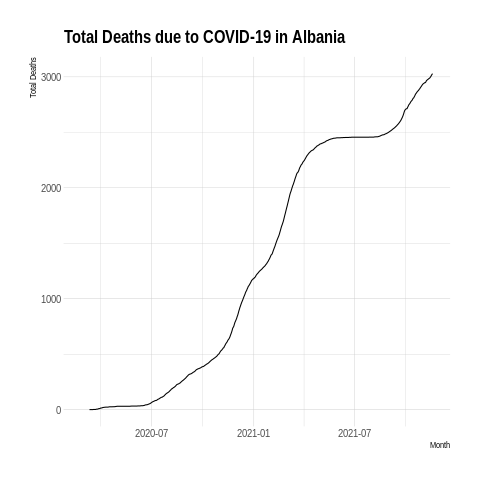 Total Deaths due to COVID-19 in Albania
Total Deaths
3000
2000
1000
0
2020-07 2021-01 2021-07
Month